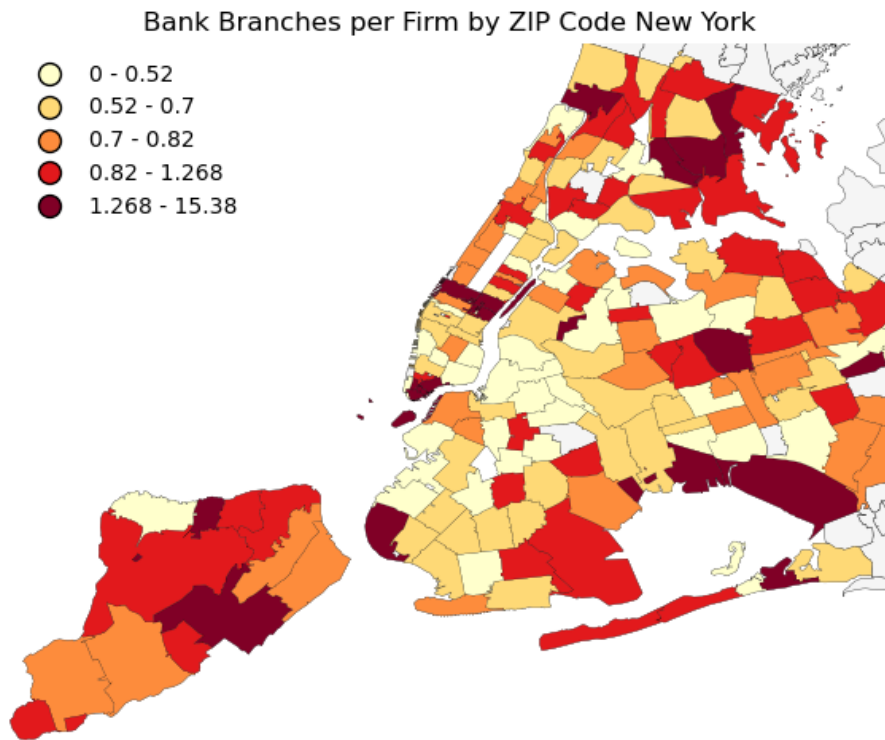 Bank Branches per Firm by ZIP Code New York
0 - 0.52
0.52 - 0.7
0.7 - 0.82
0.82 - 1.268
1.268 - 15.38